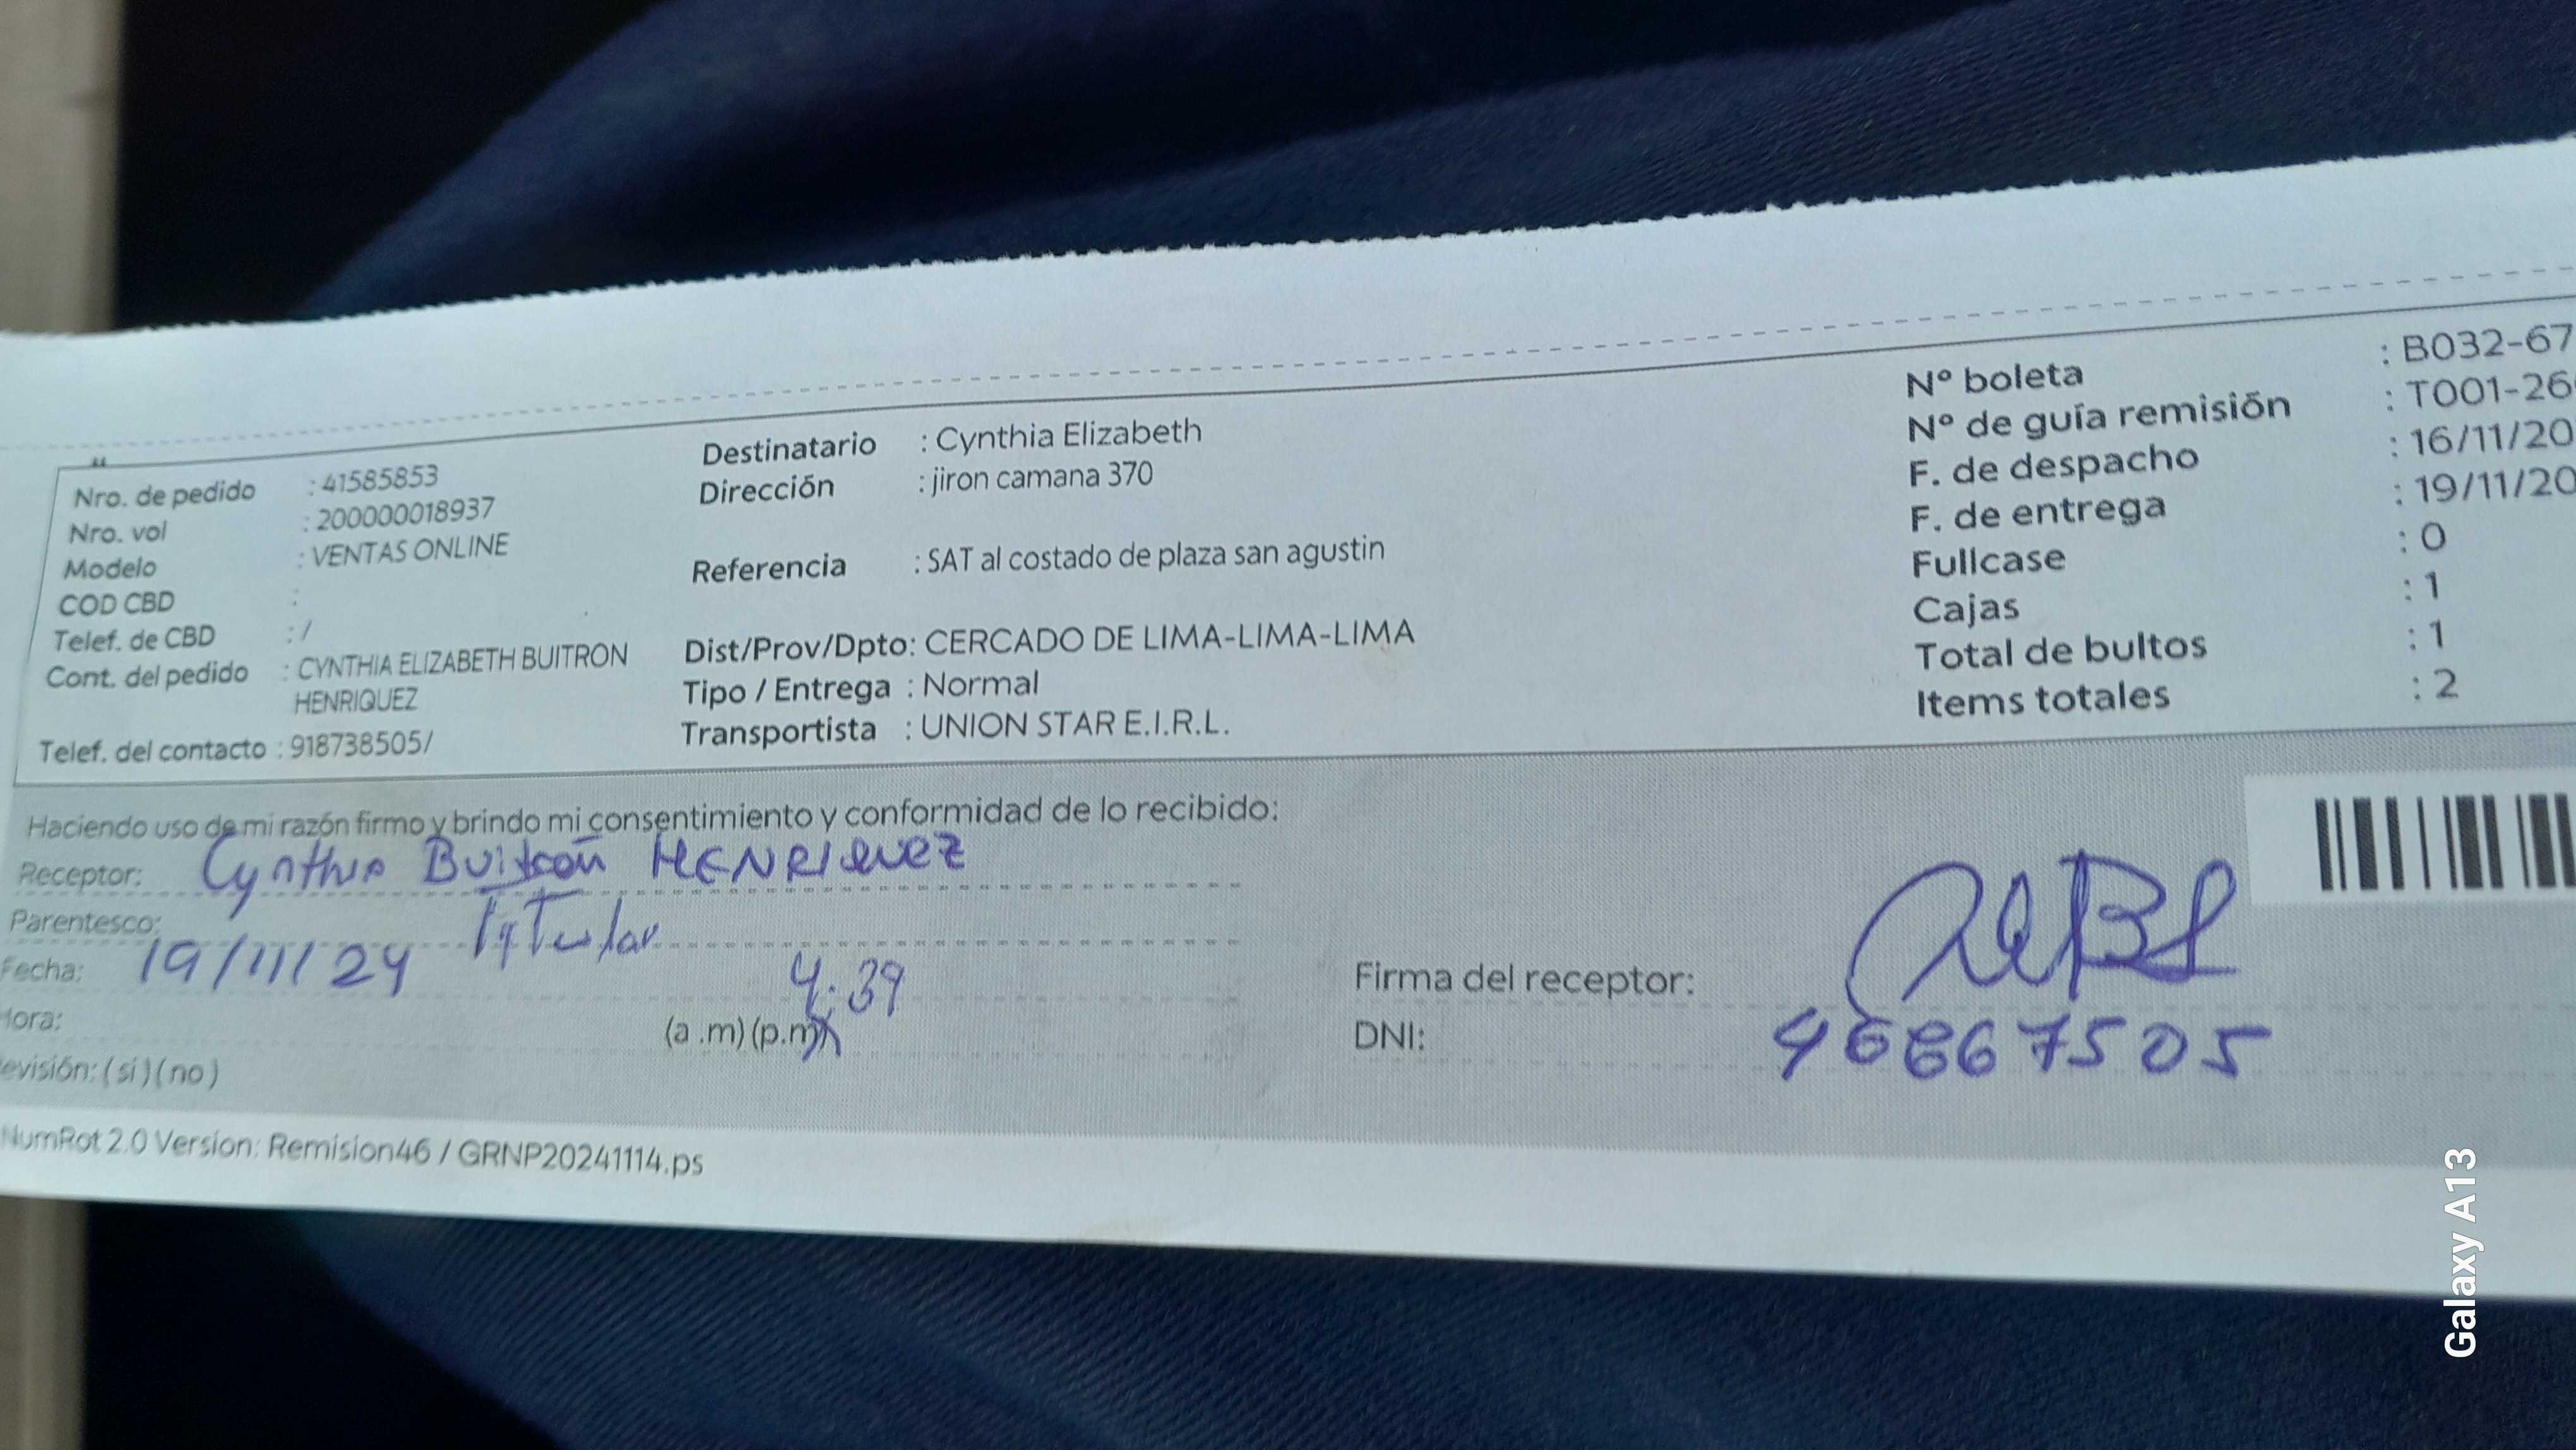 Nro. de pedido : 41585853
Nro. vol : 200000018937
Modelo : VENTAS ONLINE
COD CBD :
Telef. de CBD : /
Cont. del pedido : CYNTHIA ELIZABETH BUITRON
HENRIQUEZ
Telef. del contacto : 918738505/
Destinatario : Cynthia Elizabeth
Dirección : jiron camana 370
Referencia : SAT al costado de plaza san agustin
Dist/Prov/Dpto: CERCADO DE LIMA-LIMA-LIMA
Tipo / Entrega : Normal
Transportista : UNION STAR E.I.R.L.
Nº boleta : B032-67
Nº de guía remisión : T001-26
F. de despacho : 16/11/20
F. de entrega : 19/11/20
Fullcase : 0
Cajas : 1
Total de bultos : 1
Items totales : 2
Haciendo uso de mi razón firmo y brindo mi consentimiento y conformidad de lo recibido:
Receptor: Cynthia Buitron HENRIQUEZ
Parentesco: Titular
Fecha: 19/11/24
Hora: 4:39 (a .m) (p.m)
evisión: ( si ) ( no )
Firma del receptor:
DNI: 46667505
NumRot 2.0 Version: Remision46 / GRNP20241114.ps
Galaxy A13